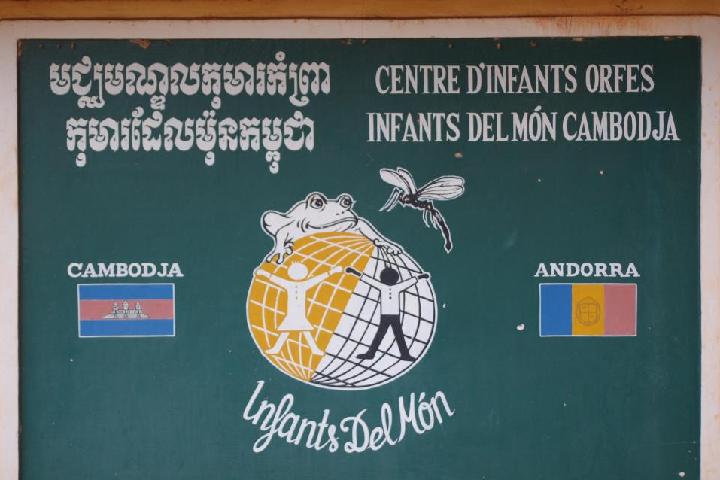 មជ្ឈមណ្ឌលកុមារកំព្រា
កុមារដែលម៉ុនកម្ពុជា
CENTRE D'INFANTS ORFES
INFANTS DEL MÓN CAMBODJA
CAMBODJA
ANDORRA
Infants Del Món